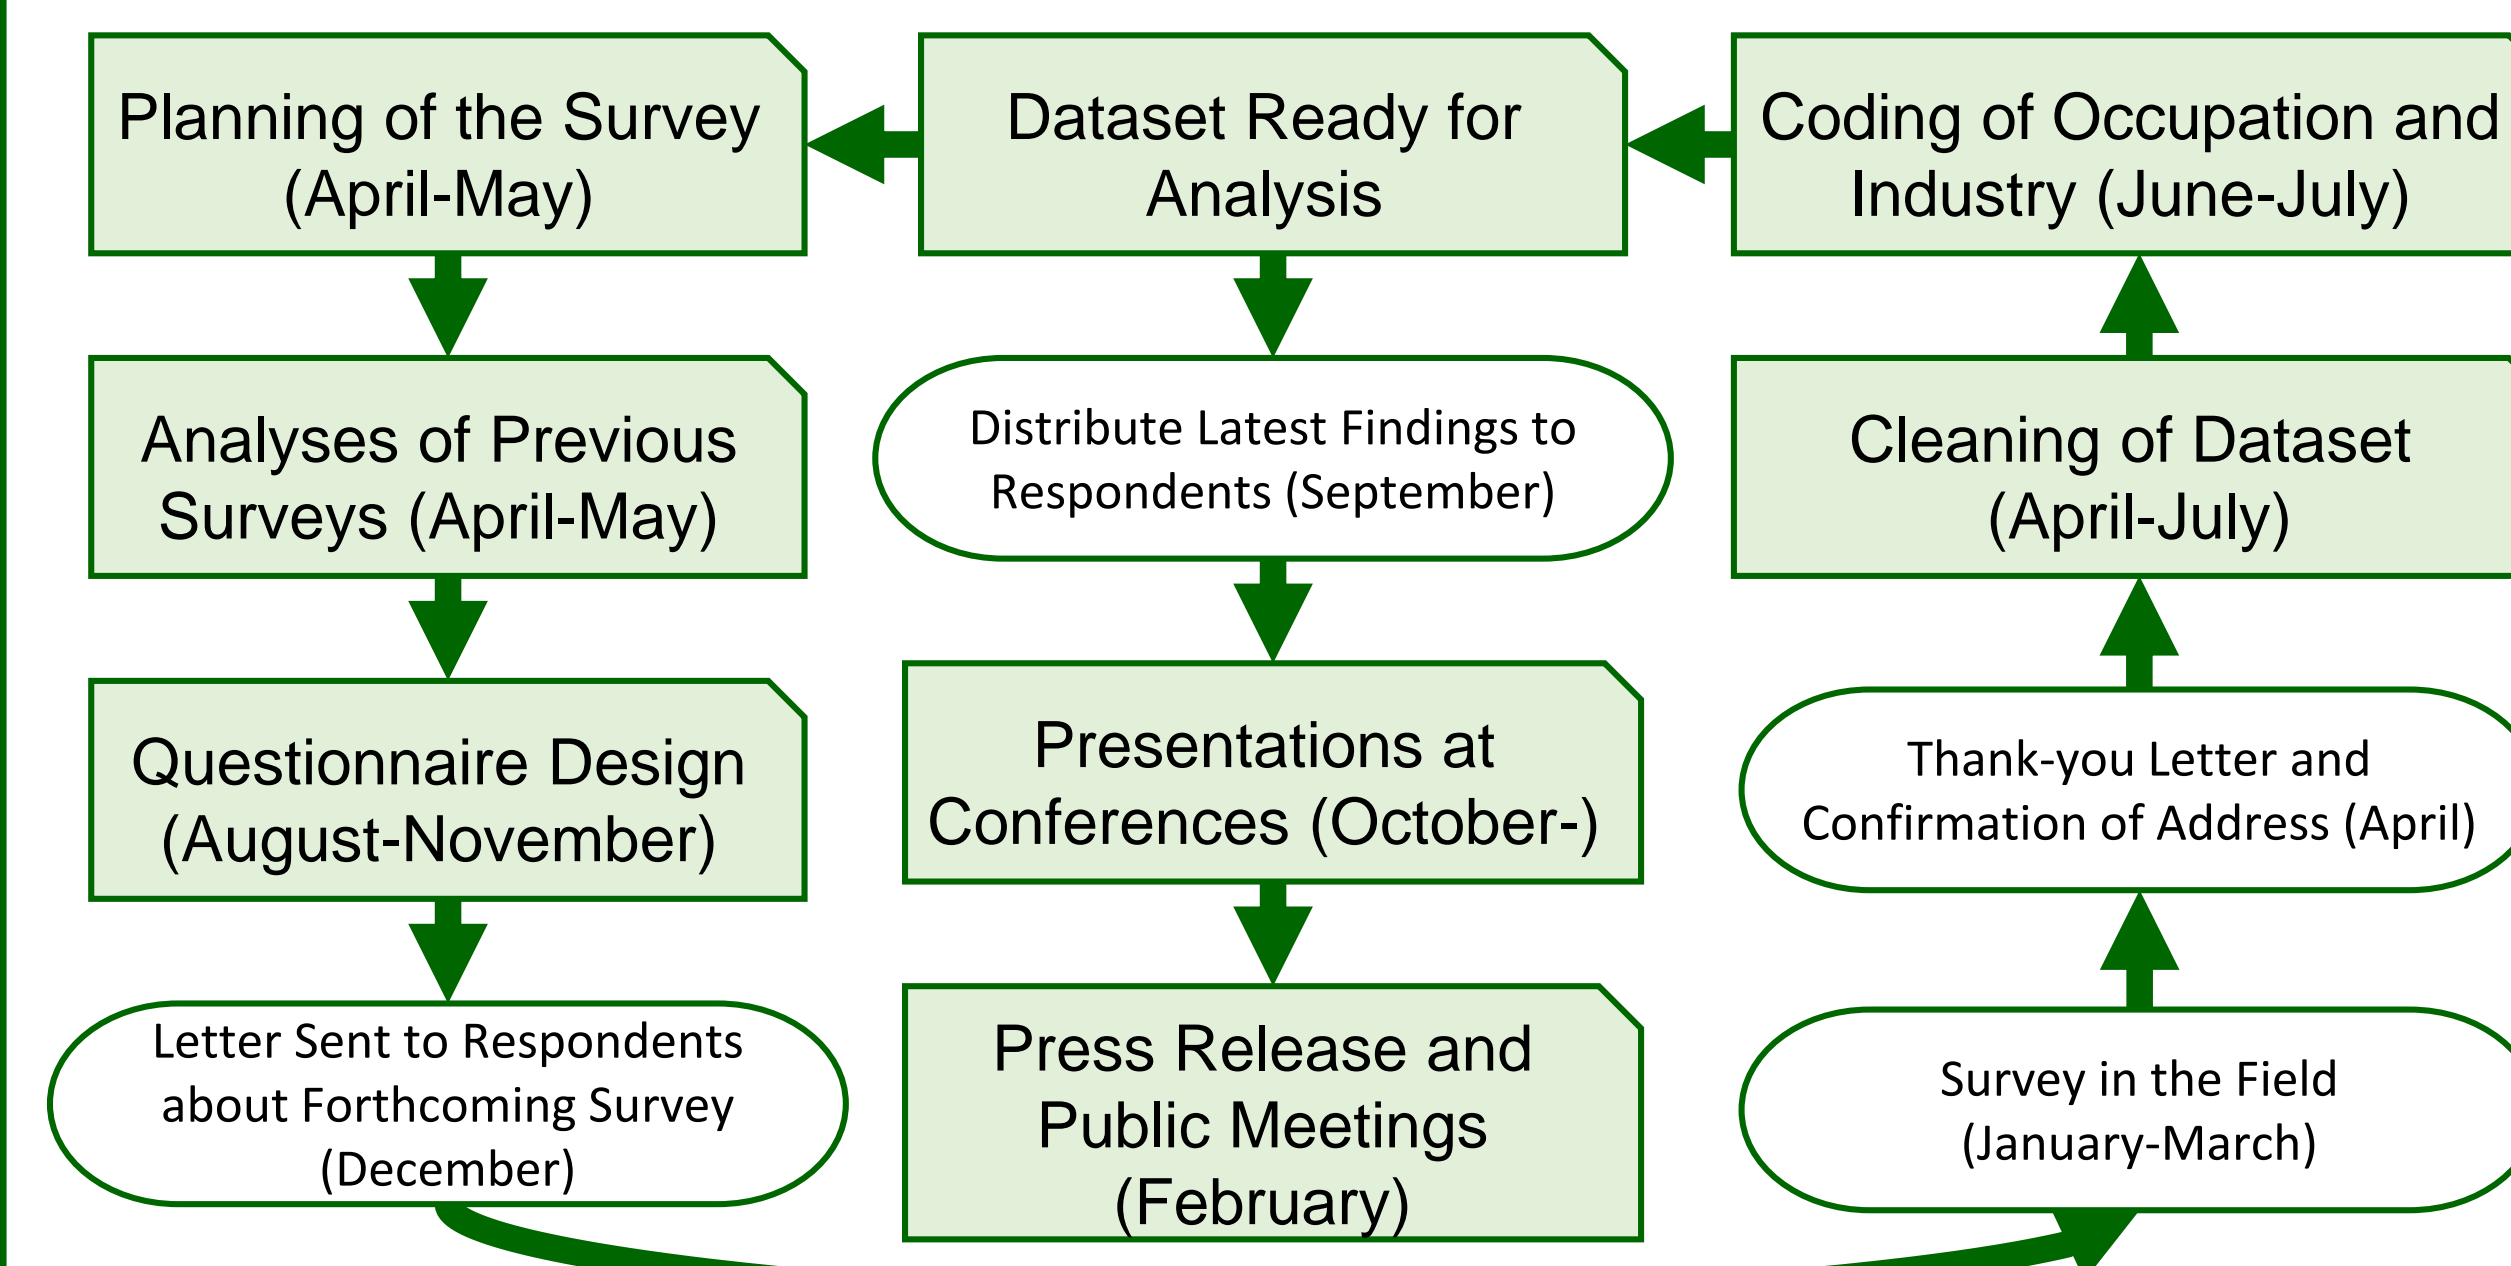 Planning of the Survey
(April-May)
Dataset Ready for
Analysis
Coding of Occupation and
Industry (June-July)
Analyses of Previous
Surveys (April-May)
Distribute Latest Findings to
Respondents (September)
Cleaning of Dataset
(April-July)
Questionnaire Design
(August-November)
Presentations at
Conferences (October-)
Thank-you Letter and
Confirmation of Address (April)
Letter Sent to Respondents
about Forthcoming Survey
(December)
Press Release and
Public Meetings
(February)
Survey in the Field
(January-March)